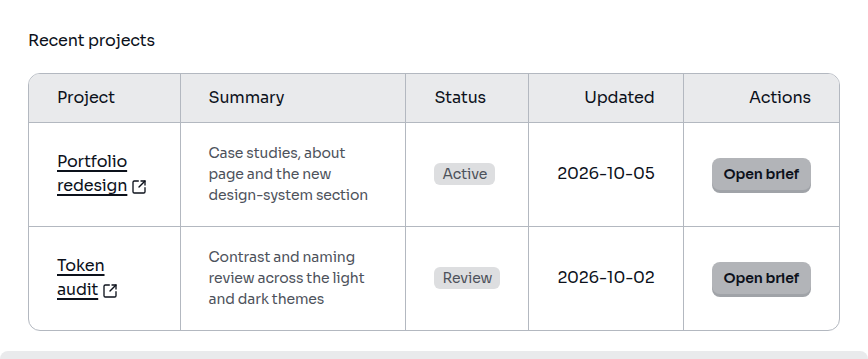 Recent projects
Project Summary Status Updated Actions
Portfolio
redesign
Case studies, about
page and the new
design-system section
Active
2026-10-05
Open brief
Token
audit
Contrast and naming
review across the light
and dark themes
Review
2026-10-02
Open brief